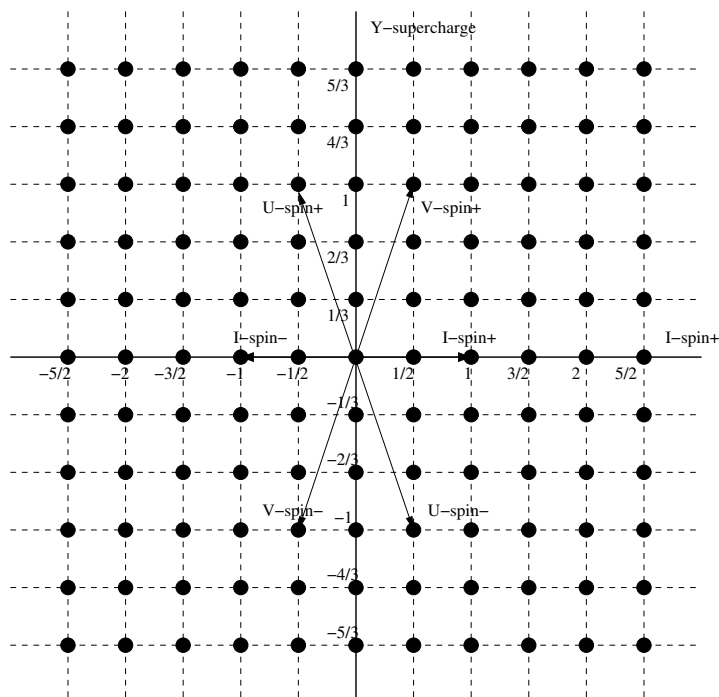 Y−supercharge
5/3
4/3
1
U−spin+
V−spin+
2/3
1/3
I−spin−
I−spin+
I−spin+
−5/2
−2
−3/2
−1
−1/2
1/2
1
3/2
2
5/2
−1/3
−2/3
V−spin−
−1
U−spin−
−4/3
−5/3